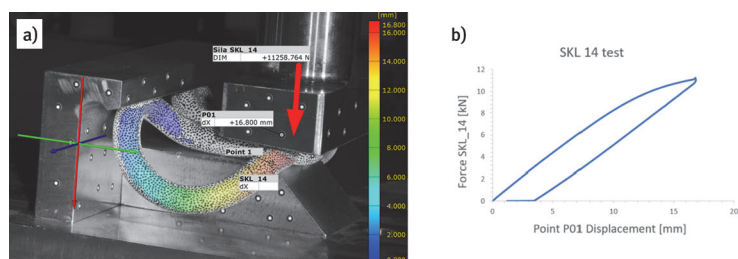 a)
[mm]
16.800
16.000
14.000
12.000
10.000
8.000
6.000
4.000
2.000
0.000
Sila SKL_14
DIM +11258.764 N
P01
dX +16.800 mm
Point 1
SKL_14
dX
b)
SKL 14 test
Force SKL_14 [kN]
12
10
8
6
4
2
0
0 5 10 15 20
Point P01 Displacement [mm]